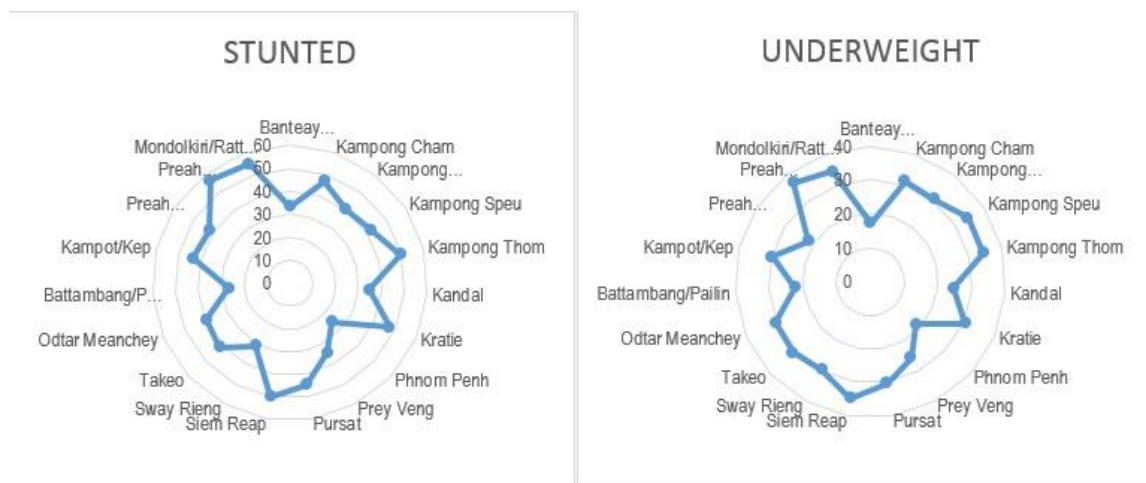 STUNTED
Banteay...
Kampong Cham
Kampong...
Kampong Speu
Kampong Thom
Kandal
Kratie
Phnom Penh
Prey Veng
Pursat
Siem Reap
Sway Rieng
Takeo
Odtar Meanchey
Battambang/P...
Kampot/Kep
Preah...
Preah...
Mondolkiri/Ratt...
60
50
40
30
20
10
0
UNDERWEIGHT
Banteay...
Kampong Cham
Kampong...
Kampong Speu
Kampong Thom
Kandal
Kratie
Phnom Penh
Prey Veng
Pursat
Siem Reap
Sway Rieng
Takeo
Odtar Meanchey
Battambang/Pailin
Kampot/Kep
Preah...
Preah...
Mondolkiri/Ratt...
40
30
20
10
0